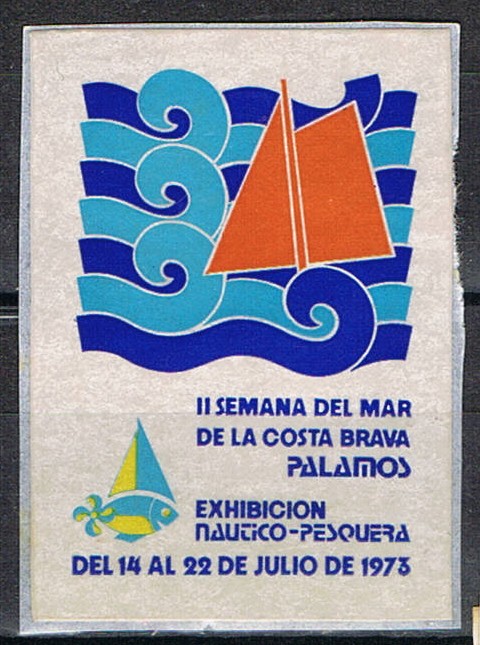 II SEMANA DEL MAR
DE LA COSTA BRAVA
PALAMOS
EXHIBICION
NAUTICO-PESQUERA
DEL 14 AL 22 DE JULIO DE 1973